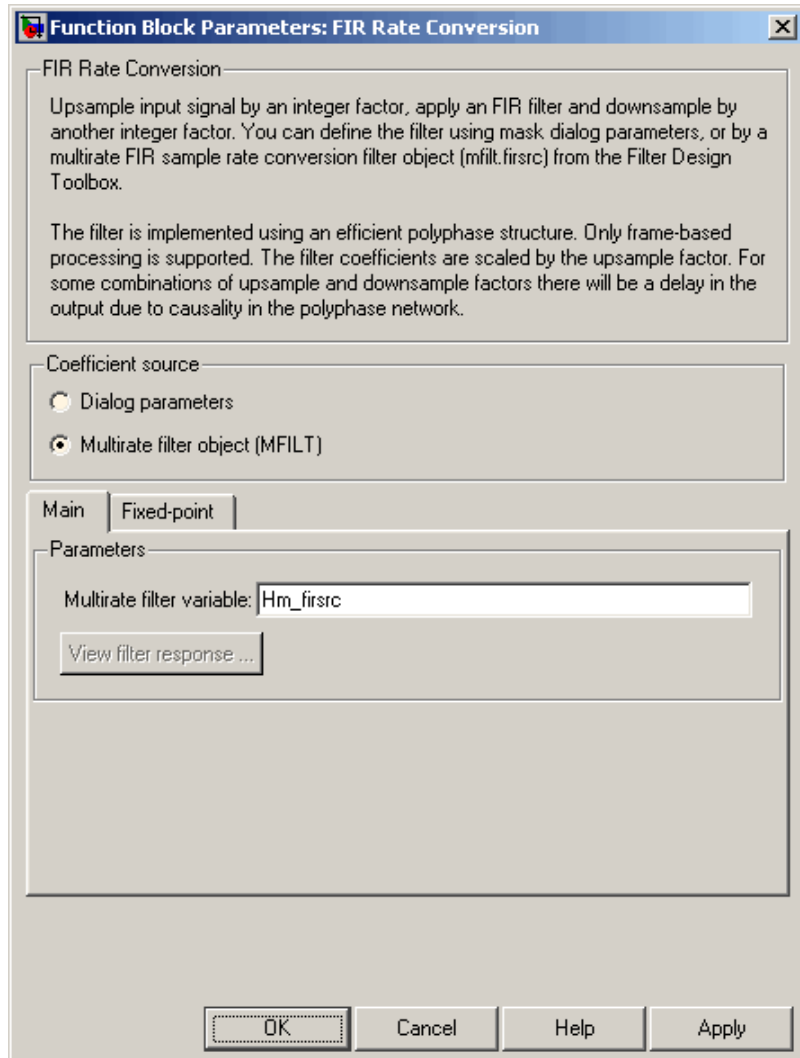 Function Block Parameters: FIR Rate Conversion
FIR Rate Conversion
Upsample input signal by an integer factor, apply an FIR filter and downsample by
another integer factor. You can define the filter using mask dialog parameters, or by a
multirate FIR sample rate conversion filter object (mfilt.firsrc) from the Filter Design
Toolbox.
The filter is implemented using an efficient polyphase structure. Only frame-based
processing is supported. The filter coefficients are scaled by the upsample factor. For
some combinations of upsample and downsample factors there will be a delay in the
output due to causality in the polyphase network.
Coefficient source
Dialog parameters
Multirate filter object (MFILT)
Main Fixed-point
Parameters
Multirate filter variable: Hm_firsrc
View filter response ...
OK Cancel Help Apply